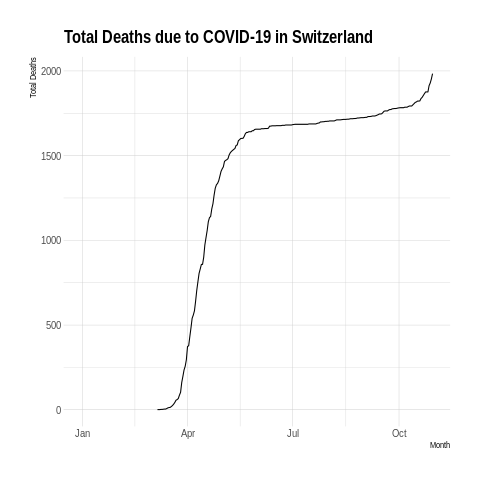 Total Deaths due to COVID-19 in Switzerland
Total Deaths
2000
1500
1000
500
0
Jan Apr Jul Oct
Month